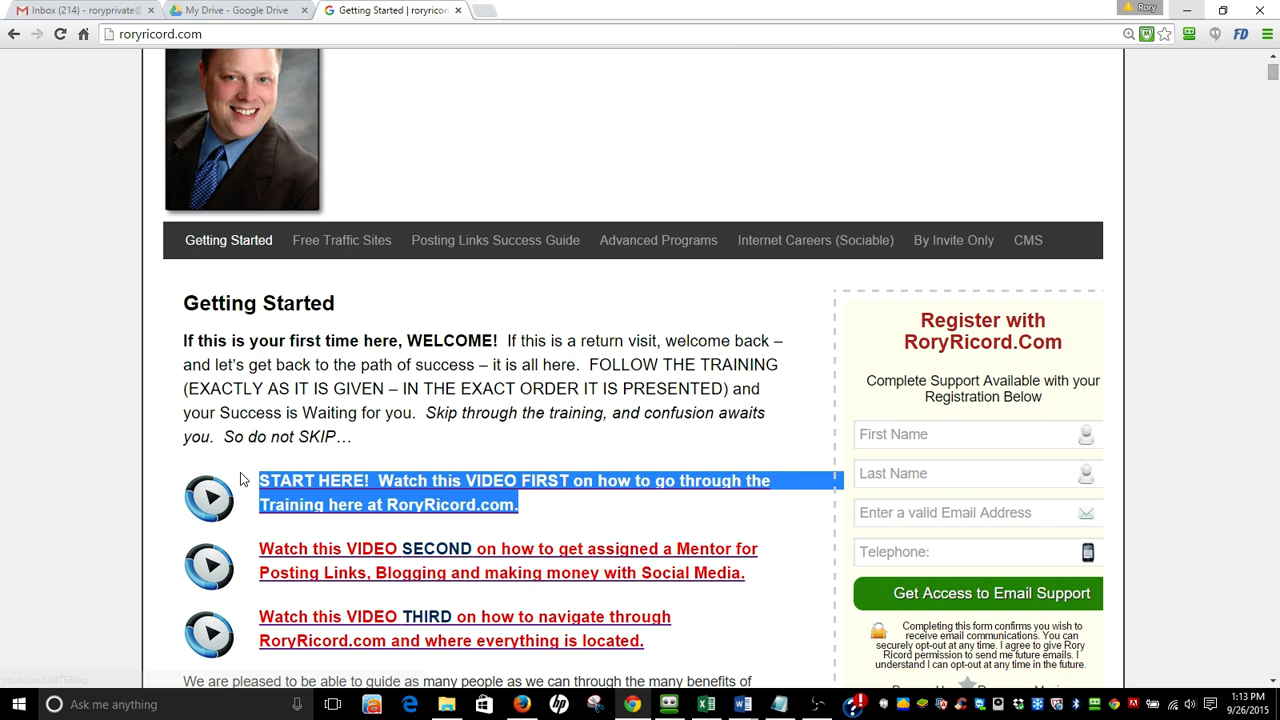 Inbox (214) - roryprivate@
My Drive - Google Drive
Getting Started | roryricor
Rory
roryricord.com
Getting Started
Free Traffic Sites
Posting Links Success Guide
Advanced Programs
Internet Careers (Sociable)
By Invite Only
CMS
Getting Started
If this is your first time here, WELCOME!  If this is a return visit, welcome back –
and let's get back to the path of success – it is all here.  FOLLOW THE TRAINING
(EXACTLY AS IT IS GIVEN – IN THE EXACT ORDER IT IS PRESENTED) and
your Success is Waiting for you.  Skip through the training, and confusion awaits
you.  So do not SKIP…
START HERE!  Watch this VIDEO FIRST on how to go through the
Training here at RoryRicord.com.
Watch this VIDEO SECOND on how to get assigned a Mentor for
Posting Links, Blogging and making money with Social Media.
Watch this VIDEO THIRD on how to navigate through
RoryRicord.com and where everything is located.
We are pleased to be able to guide as many people as we can through the many benefits of
Register with
RoryRicord.Com
Complete Support Available with your
Registration Below
First Name
Last Name
Enter a valid Email Address
Telephone:
Get Access to Email Support
Completing this form confirms you wish to
receive email communications. You can
securely opt-out at any time. I agree to give Rory
Ricord permission to send me future emails. I
understand I can opt-out at any time in the future.
Ask me anything
1:13 PM
9/26/2015